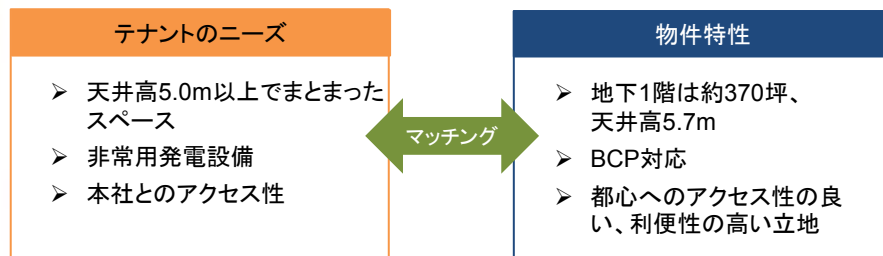 テナントのニーズ
➢ 天井高5.0m以上でまとまった
スペース
➢ 非常用発電設備
➢ 本社とのアクセス性
マッチング
物件特性
➢ 地下1階は約370坪、
天井高5.7m
➢ BCP対応
➢ 都心へのアクセス性の良
い、利便性の高い立地